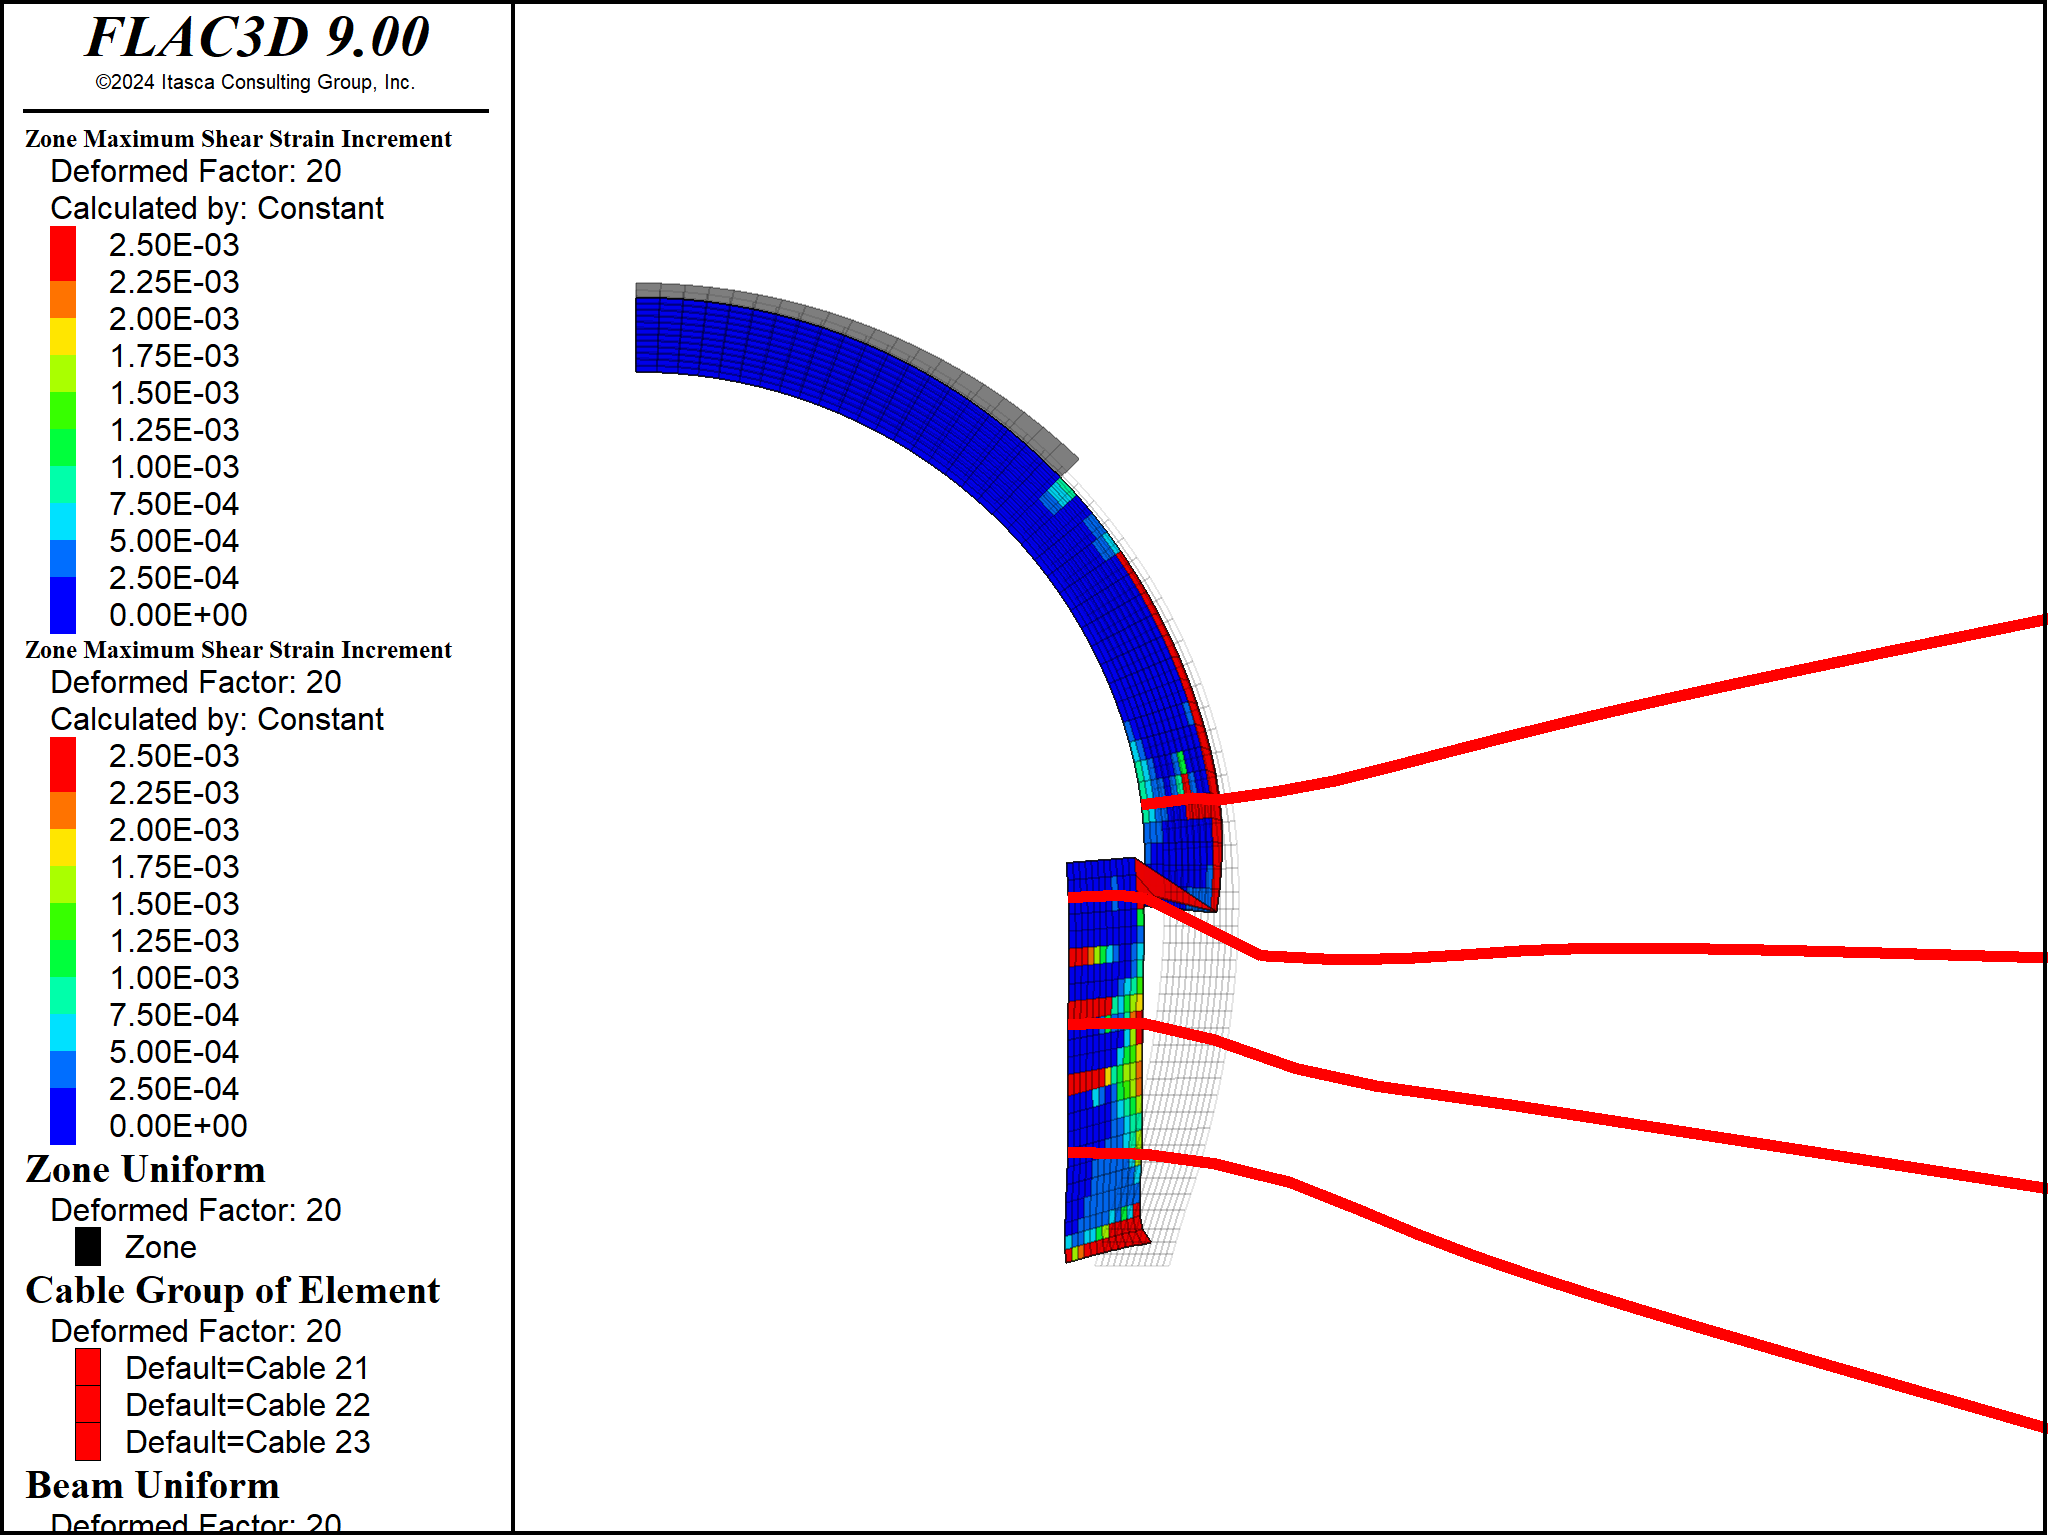 FLAC3D 9.00
©2024 Itasca Consulting Group, Inc.
Zone Maximum Shear Strain Increment
Deformed Factor: 20
Calculated by: Constant
2.50E-03
2.25E-03
2.00E-03
1.75E-03
1.50E-03
1.25E-03
1.00E-03
7.50E-04
5.00E-04
2.50E-04
0.00E+00
Zone Maximum Shear Strain Increment
Deformed Factor: 20
Calculated by: Constant
2.50E-03
2.25E-03
2.00E-03
1.75E-03
1.50E-03
1.25E-03
1.00E-03
7.50E-04
5.00E-04
2.50E-04
0.00E+00
Zone Uniform
Deformed Factor: 20
Zone
Cable Group of Element
Deformed Factor: 20
Default=Cable 21
Default=Cable 22
Default=Cable 23
Beam Uniform
Deformed Factor: 20